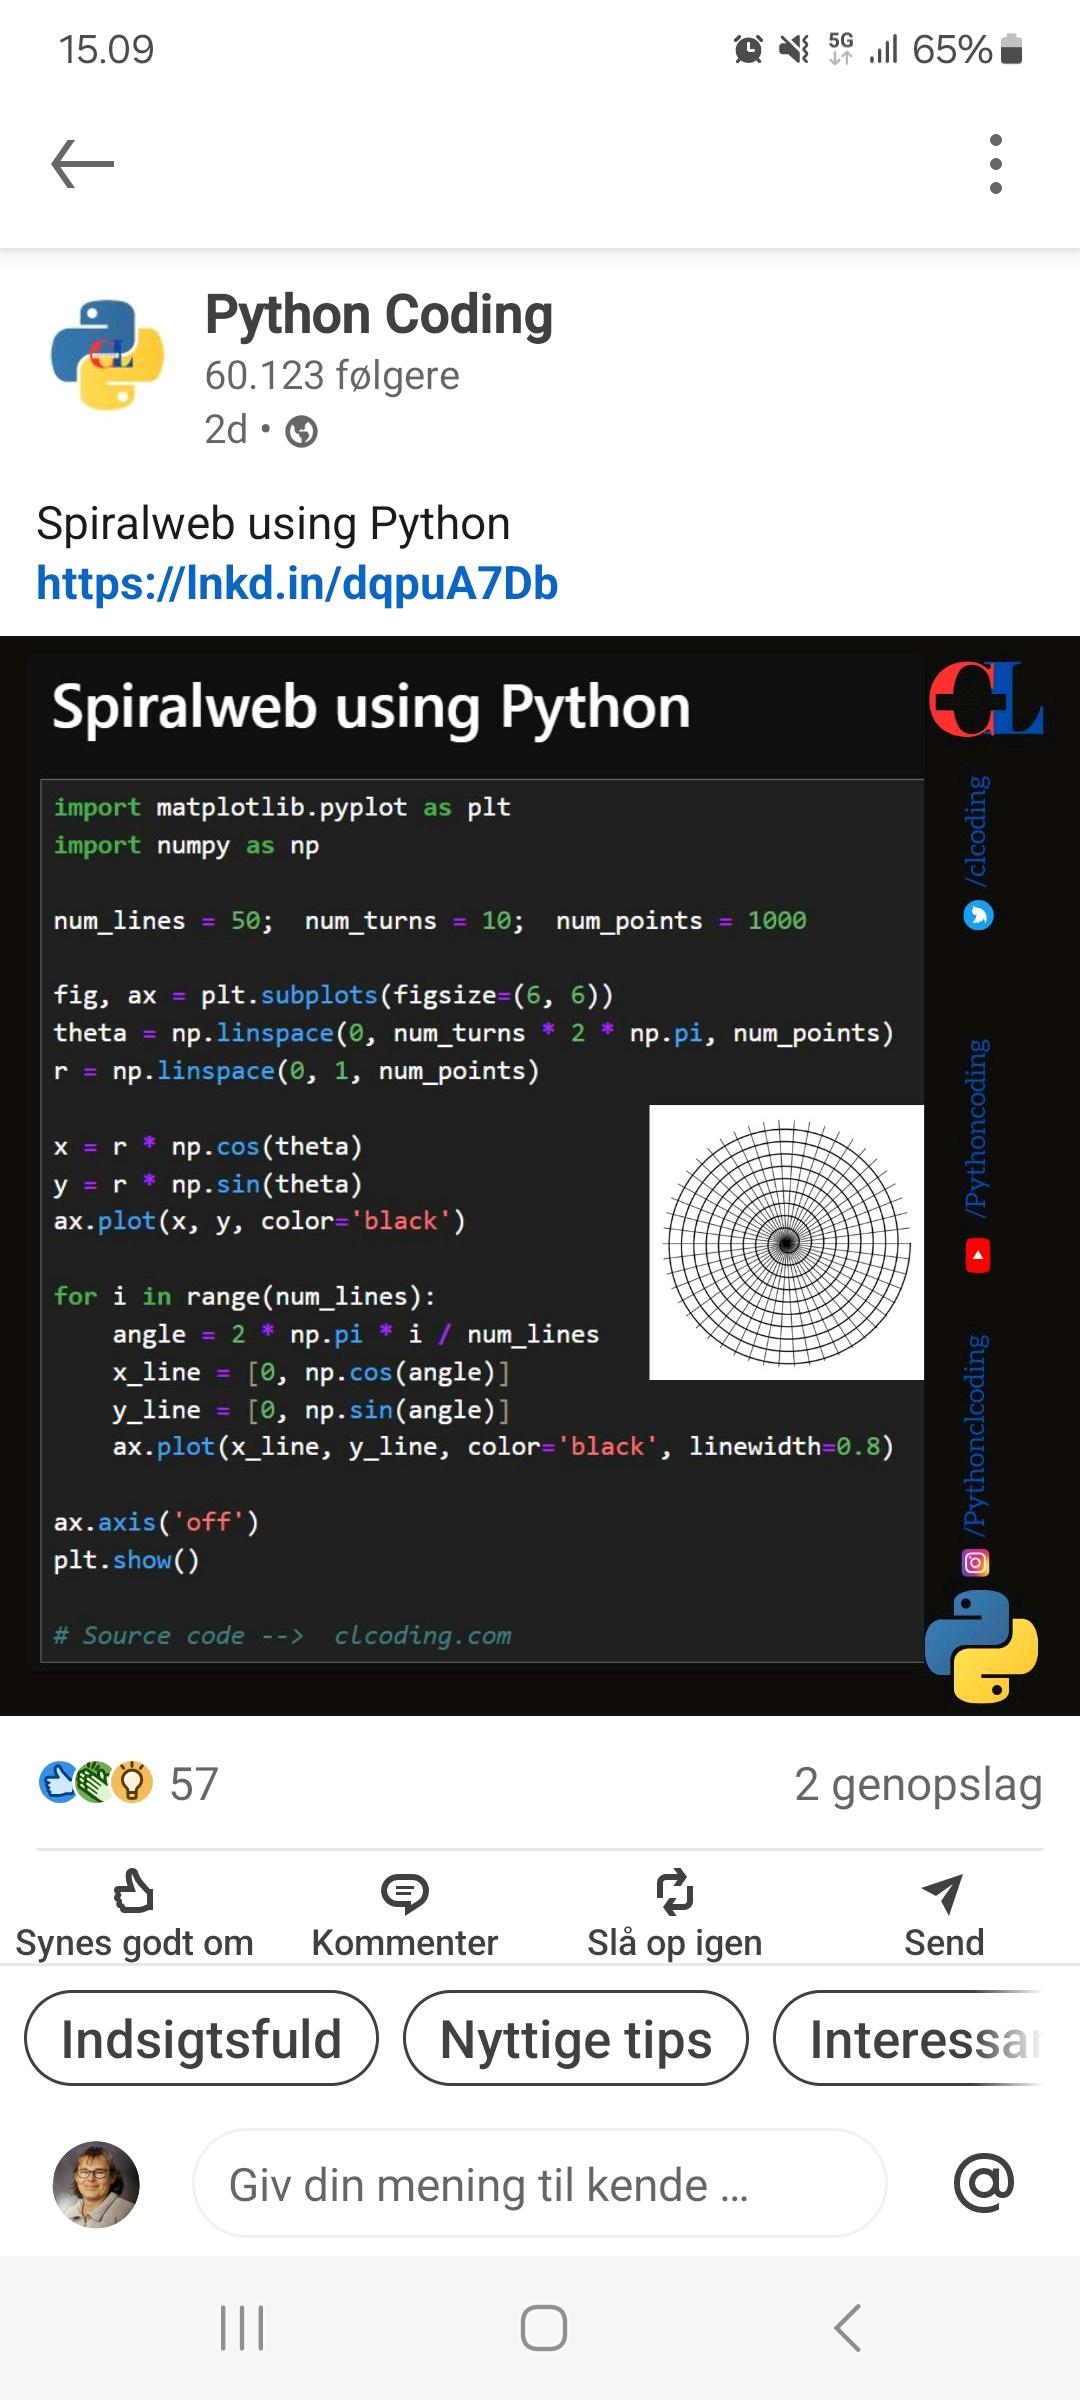 15.09
5G
65%
Python Coding
60.123 følgere
2d •
Spiralweb using Python
https://lnkd.in/dqpuA7Db
Spiralweb using Python
CL
import matplotlib.pyplot as plt
import numpy as np
num_lines = 50;  num_turns = 10;  num_points = 1000
fig, ax = plt.subplots(figsize=(6, 6))
theta = np.linspace(0, num_turns * 2 * np.pi, num_points)
r = np.linspace(0, 1, num_points)
x = r * np.cos(theta)
y = r * np.sin(theta)
ax.plot(x, y, color='black')
for i in range(num_lines):
    angle = 2 * np.pi * i / num_lines
    x_line = [0, np.cos(angle)]
    y_line = [0, np.sin(angle)]
    ax.plot(x_line, y_line, color='black', linewidth=0.8)
ax.axis('off')
plt.show()
# Source code -->  clcoding.com
/clcoding
/Pythoncoding
/Pythonclcoding
57
2 genopslag
Synes godt om
Kommenter
Slå op igen
Send
Indsigtsfuld
Nyttige tips
Interessa
Giv din mening til kende ...
@